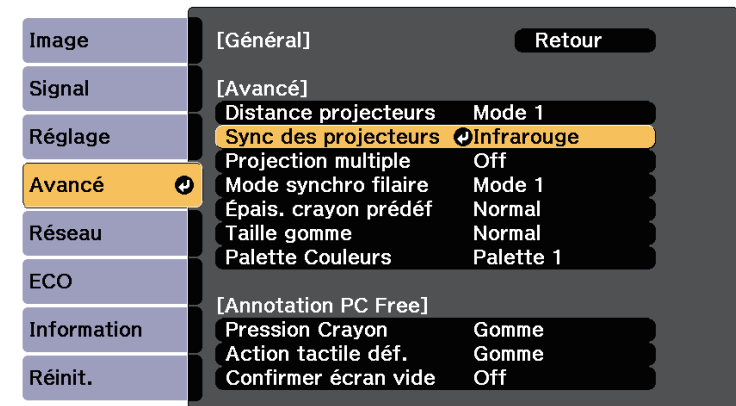 Image
Signal
Réglage
Avancé
Réseau
ECO
Information
Réinit.
[Général] Retour
[Avancé]
Distance projecteurs Mode 1
Sync des projecteurs Infrarouge
Projection multiple Off
Mode synchro filaire Mode 1
Épais. crayon prédéf Normal
Taille gomme Normal
Palette Couleurs Palette 1
[Annotation PC Free]
Pression Crayon Gomme
Action tactile déf. Gomme
Confirmer écran vide Off